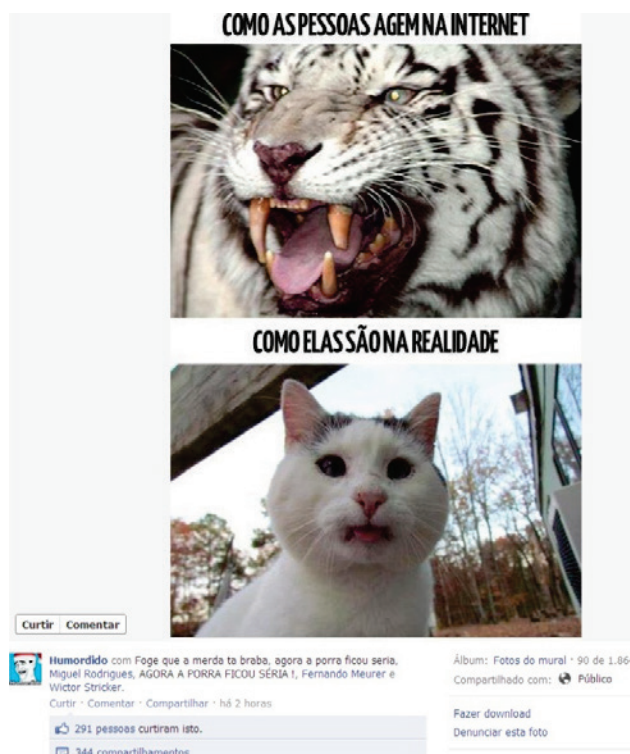 COMO AS PESSOAS AGEM NA INTERNET
COMO ELAS SÃO NA REALIDADE
Curtir Comentar
Humordido com Foge que a merda ta braba, agora a porra ficou seria,
Miguel Rodrigues, AGORA A PORRA FICOU SÉRIA !, Fernando Meurer e
Wictor Stricker.
Curtir · Comentar · Compartilhar · há 2 horas
291 pessoas curtiram isto.
344 compartilhamentos
Álbum: Fotos do mural · 90 de 1.86
Compartilhado com: Público
Fazer download
Denunciar esta foto